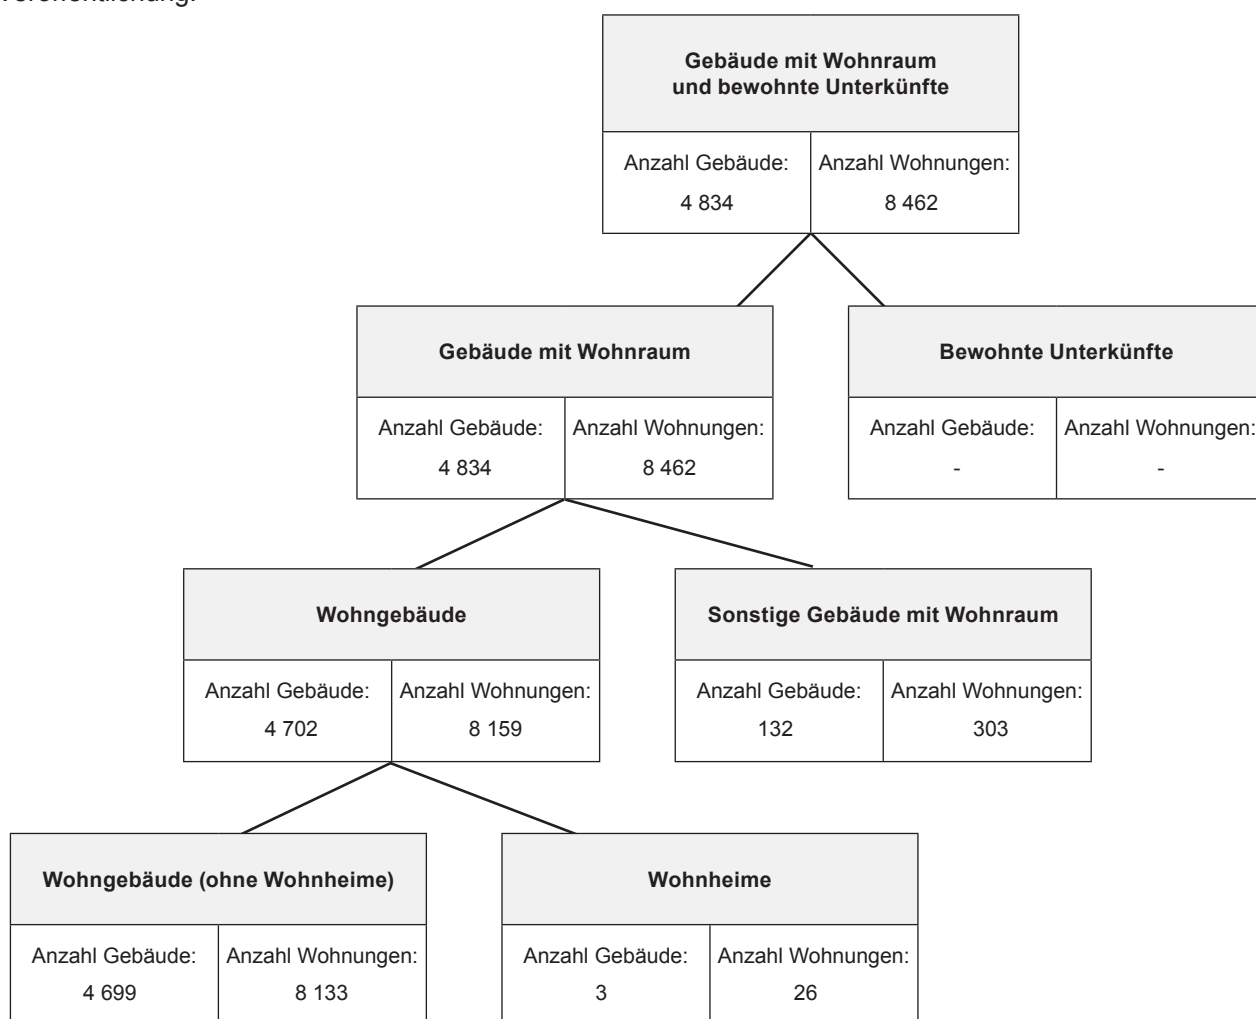 Veröffentlichung.
Gebäude mit Wohnraum
und bewohnte Unterkünfte
Anzahl Gebäude: Anzahl Wohnungen:
4 834 8 462
Gebäude mit Wohnraum Bewohnte Unterkünfte
Anzahl Gebäude: Anzahl Wohnungen: Anzahl Gebäude: Anzahl Wohnungen:
4 834 8 462 - -
Wohngebäude Sonstige Gebäude mit Wohnraum
Anzahl Gebäude: Anzahl Wohnungen: Anzahl Gebäude: Anzahl Wohnungen:
4 702 8 159 132 303
Wohngebäude (ohne Wohnheime) Wohnheime
Anzahl Gebäude: Anzahl Wohnungen: Anzahl Gebäude: Anzahl Wohnungen:
4 699 8 133 3 26